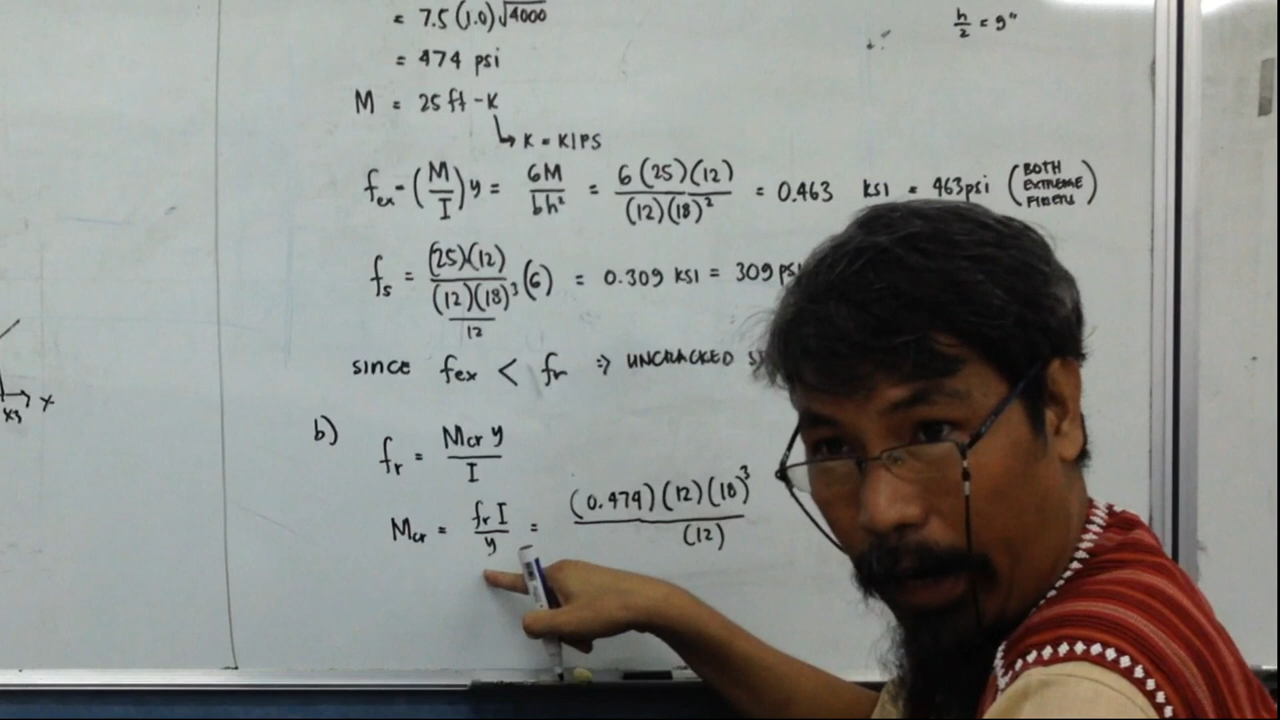 = 7.5 (1.0) √4000
h/2 = 9"
= 474 psi
M = 25 ft - K
↳ K = KIPS
fex = (M/I) y = 6M/bh² = 6 (25)(12)/(12)(18)² = 0.463 KSI = 463 psi (BOTH EXTREME FIBERS)
fs = (25)(12)/((12)(18)³/12) (6) = 0.309 KSI = 309 psi
since fex < fr ⇒ UNCRACKED
b) fr = Mcr y/I
Mcr = fr I/y = (0.474)(12)(18)³/(12)
x3 x